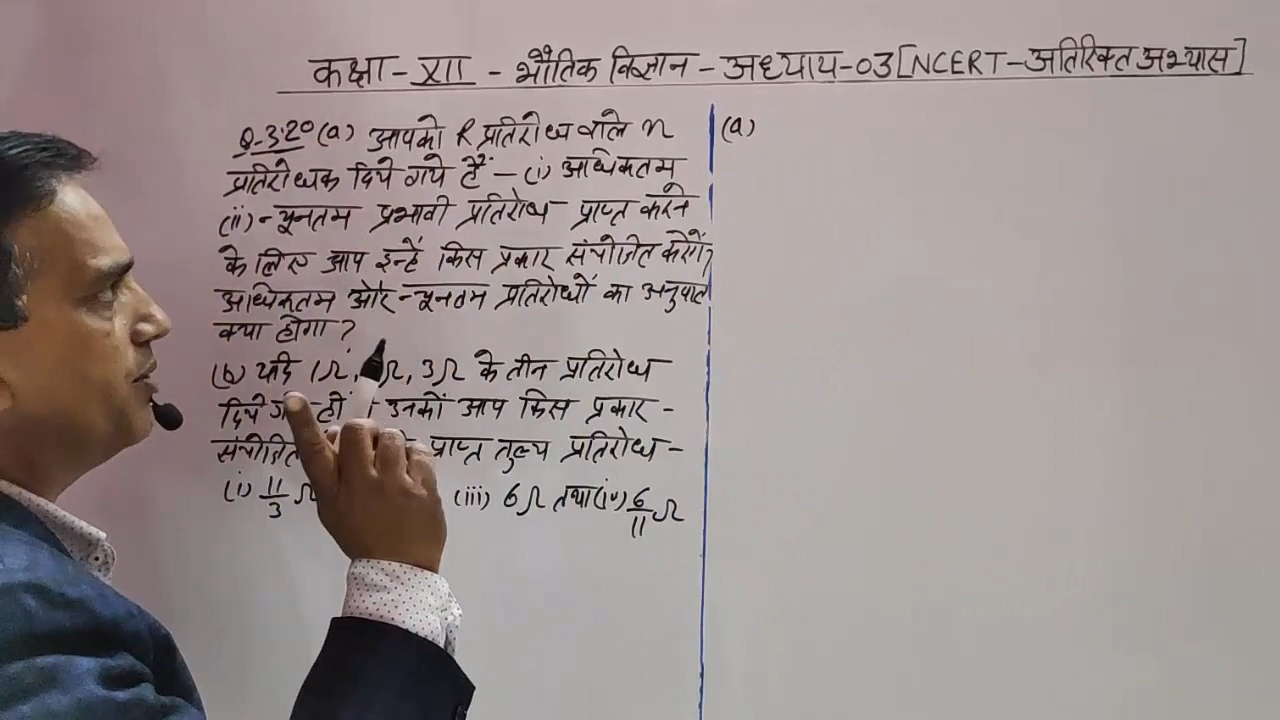 कक्षा-XII - भौतिक विज्ञान - अध्याय-03 [NCERT-अतिरिक्त अभ्यास]
Q-3.20 (a) आपको R प्रतिरोध वाले n
प्रतिरोधक दिये गये हैं - (i) अधिकतम
(ii) न्यूनतम प्रभावी प्रतिरोध प्राप्त करने
के लिए आप इन्हें किस प्रकार संयोजित करेंगे?
अधिकतम और न्यूनतम प्रतिरोधों का अनुपात
क्या होगा?
(b) यदि 1Ω, Ω, 3Ω के तीन प्रतिरोध
दिये हों उनकों आप किस प्रकार -
संयोजित प्राप्त तुल्य प्रतिरोध -
(i) 11/3 Ω (iii) 6Ω तथा (iv) 6/11 Ω
(a)